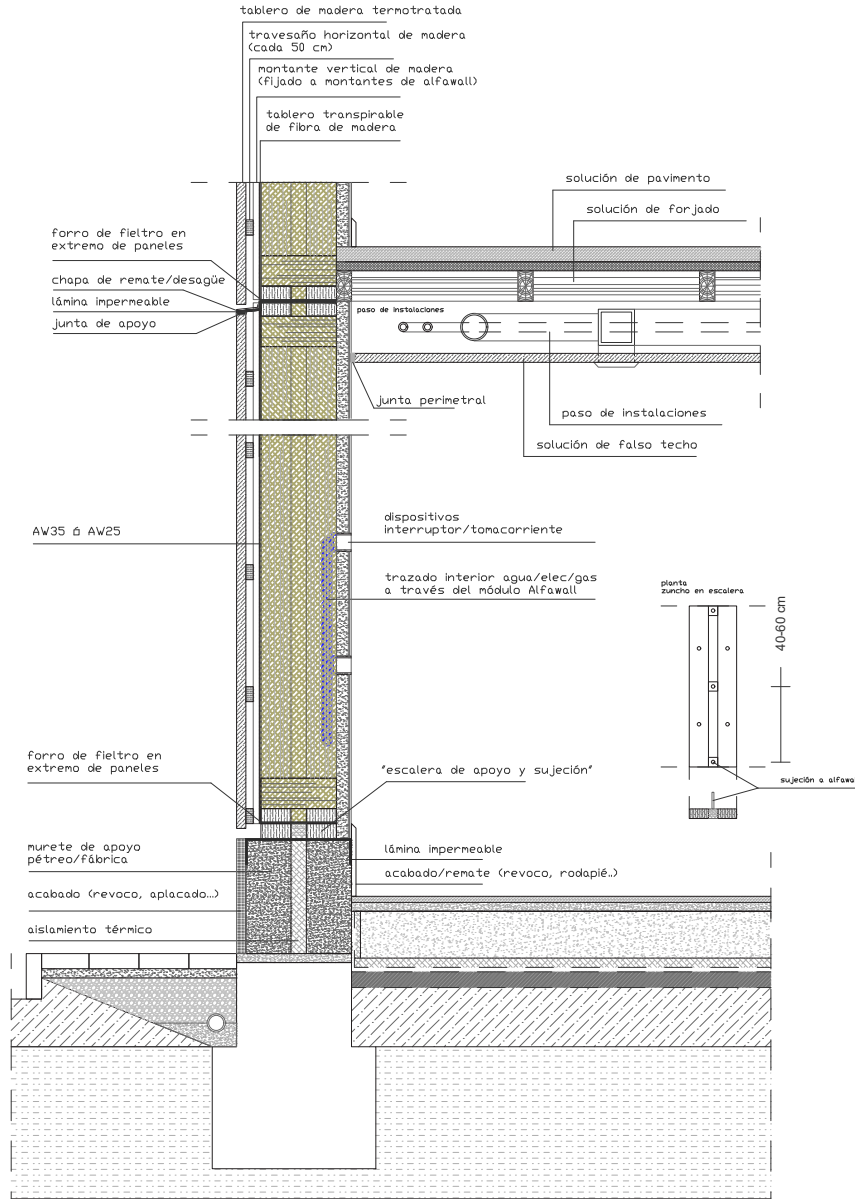 tablero de madera termotratada
travesaño horizontal de madera
(cada 50 cm)
montante vertical de madera
(fijado a montantes de alfawall)
tablero transpirable
de fibra de madera
solución de pavimento
solución de forjado
forro de fieltro en
extremo de paneles
chapa de remate/desagüe
lámina impermeable
junta de apoyo
paso de instalaciones
junta perimetral
paso de instalaciones
solución de falso techo
AW35 ó AW25
dispositivos
interruptor/tomacorriente
trazado interior agua/elec/gas
a través del módulo Alfawall
planta
zuncho en escalera
40-60 cm
sujeción a alfawa
forro de fieltro en
extremo de paneles
"escalera de apoyo y sujeción"
murete de apoyo
pétreo/fábrica
lámina impermeable
acabado/remate (revoco, rodapié..)
acabado (revoco, aplacado...)
aislamiento térmico